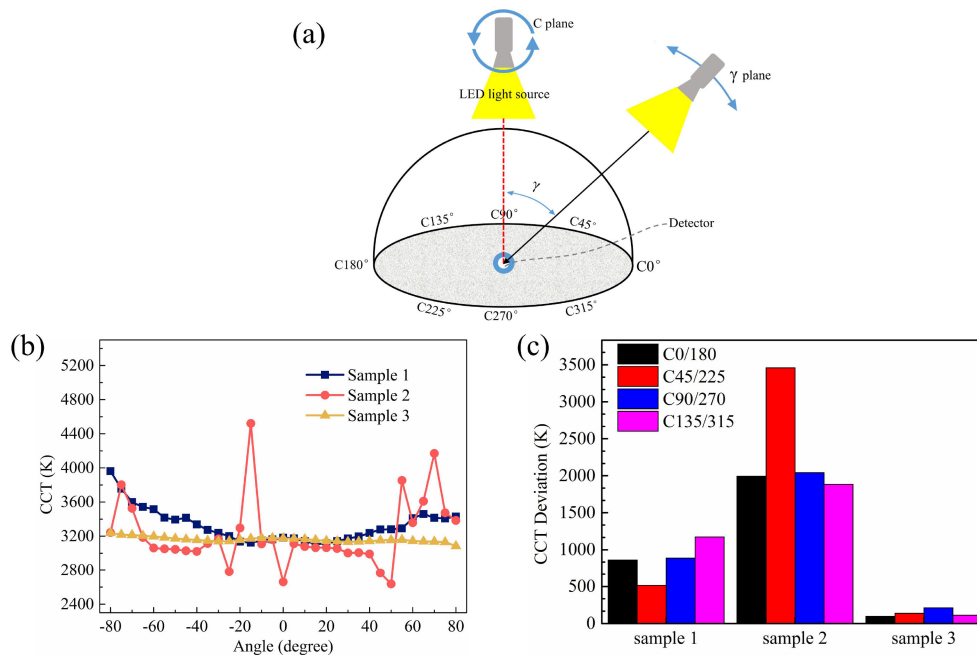 (a)
C plane
LED light source
γ plane
γ
C135°
C90°
C45°
Detector
C180°
C0°
C225°
C270°
C315°
(b)
5200
4400
3600
3200
4000
2800
2400
CCT (K)
Sample 1
Sample 2
Sample 3
-80
-60
-40
-20
0
20
40
60
80
Angle (degree)
(c)
3500
3000
2500
2000
1500
1000
500
0
CCT Deviation (K)
C0/180
C45/225
C90/270
C135/315
sample 1
sample 2
sample 3